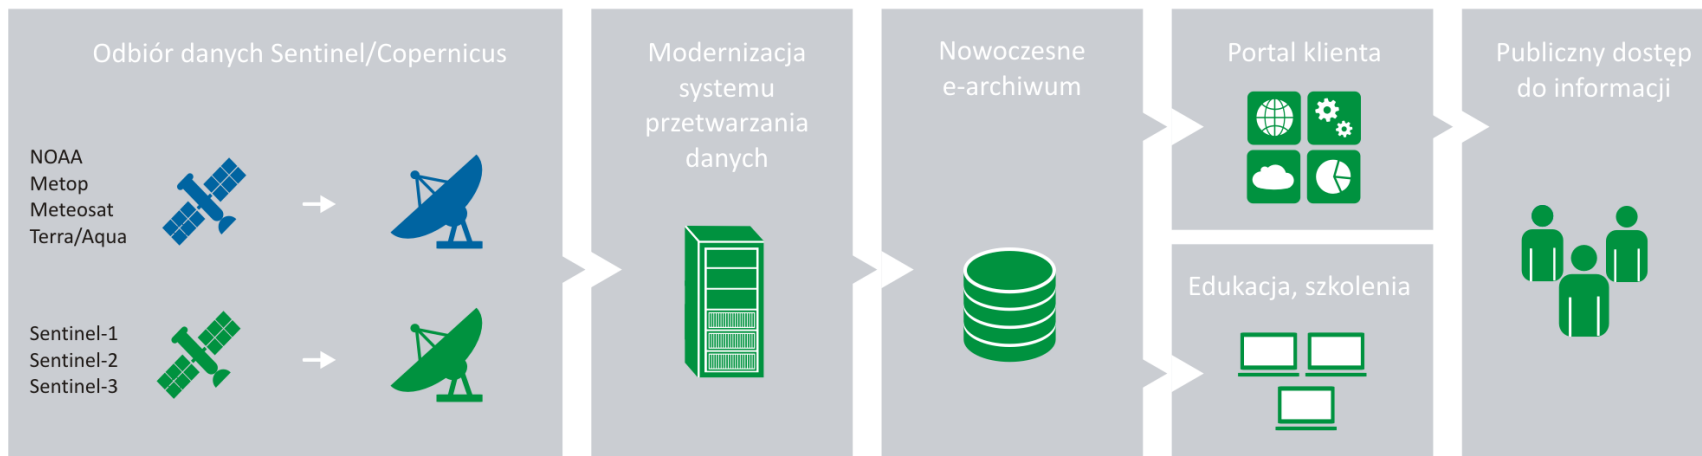 Odbiór danych Sentinel/Copernicus
NOAA
Metop
Meteosat
Terra/Aqua
Sentinel-1
Sentinel-2
Sentinel-3
Modernizacja
systemu
przetwarzania
danych
Nowoczesne
e-archiwum
Portal klienta
Edukacja, szkolenia
Publiczny dostęp
do informacji